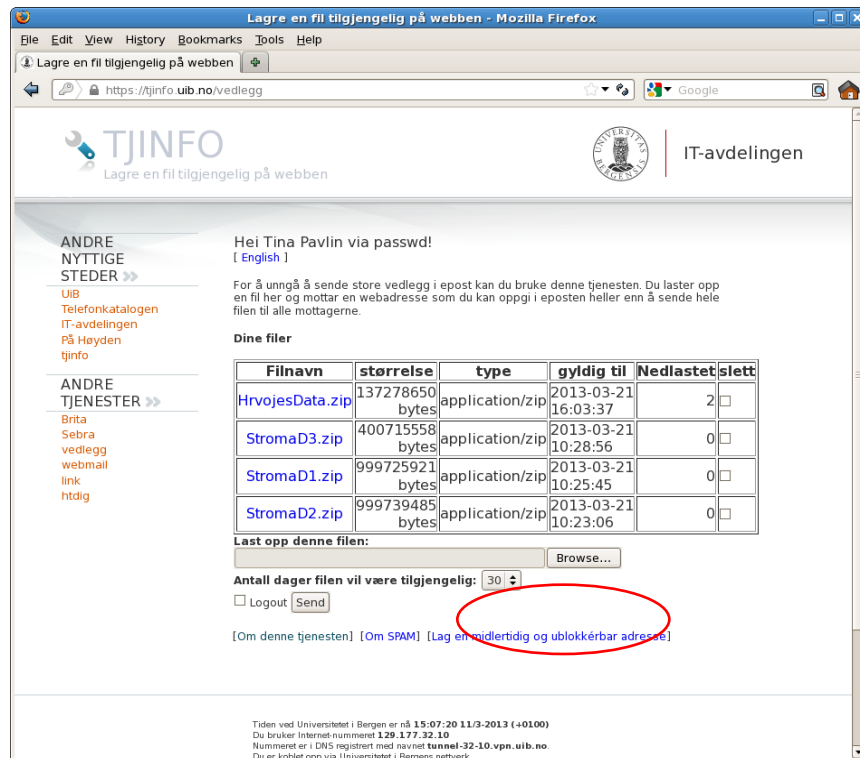 Lagre en fil tilgjengelig på webben - Mozilla Firefox
File Edit View History Bookmarks Tools Help
Lagre en fil tilgjengelig på webben
https://tjinfo.uib.no/vedlegg
Google
TJINFO
Lagre en fil tilgjengelig på webben
UNIVERSITAS BERGENSIS
IT-avdelingen
ANDRE
NYTTIGE
STEDER >>
UiB
Telefonkatalogen
IT-avdelingen
På Høyden
tjinfo
ANDRE
TJENESTER >>
Brita
Sebra
vedlegg
webmail
link
htdig
Hei Tina Pavlin via passwd!
[ English ]
For å unngå å sende store vedlegg i epost kan du bruke denne tjenesten. Du laster opp
en fil her og mottar en webadresse som du kan oppgi i eposten heller enn å sende hele
filen til alle mottagerne.
Dine filer
Filnavn størrelse type gyldig til Nedlastet slett
HrvojesData.zip 137278650 bytes application/zip 2013-03-21 16:03:37 2
StromaD3.zip 400715558 bytes application/zip 2013-03-21 10:28:56 0
StromaD1.zip 999725921 bytes application/zip 2013-03-21 10:25:45 0
StromaD2.zip 999739485 bytes application/zip 2013-03-21 10:23:06 0
Last opp denne filen:
Browse...
Antall dager filen vil være tilgjengelig: 30
Logout Send
[Om denne tjenesten] [Om SPAM] [Lag en midlertidig og ublokkérbar adresse]
Tiden ved Universitetet i Bergen er nå 15:07:20 11/3-2013 (+0100)
Du bruker Internet-nummeret 129.177.32.10
Nummeret er i DNS registrert med navnet tunnel-32-10.vpn.uib.no.
Du er koblet opp via Universitetet i Bergens nettverk.